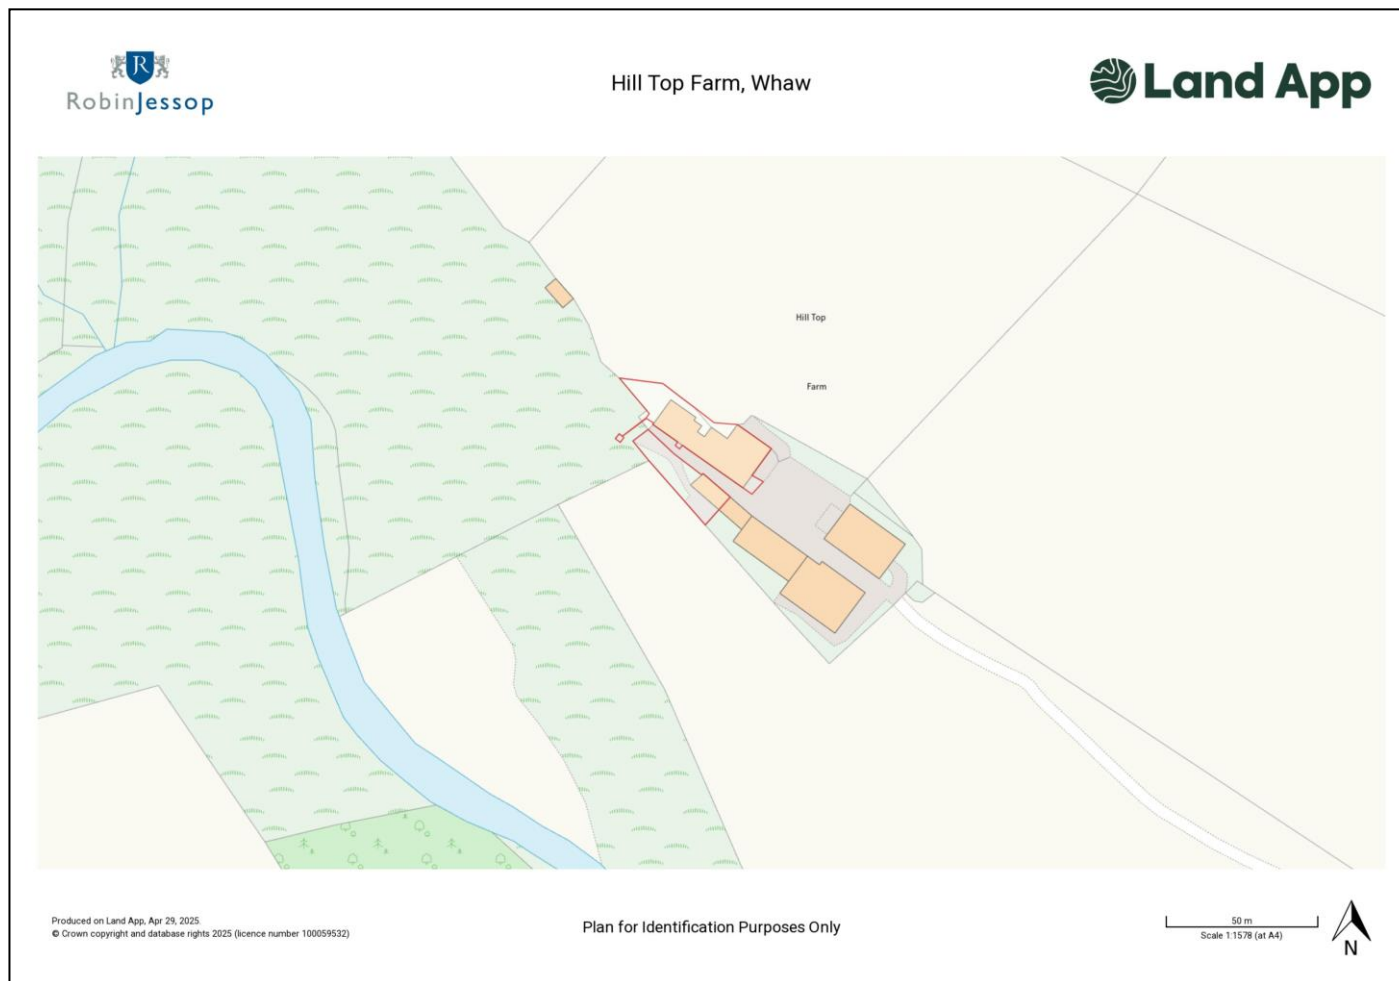 JR
RobinJessop
Hill Top Farm, Whaw
Land App
Hill Top
Farm
Produced on Land App, Apr 29, 2025.
© Crown copyright and database rights 2025 (licence number 100059532)
Plan for Identification Purposes Only
50 m
Scale 1:1578 (at A4)
N